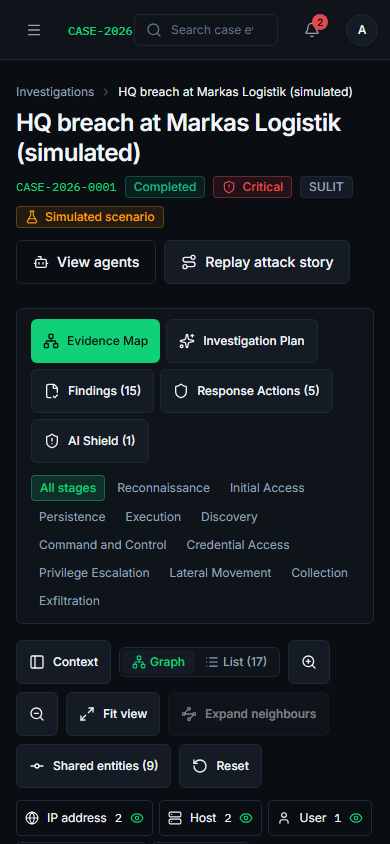 CASE-2026
Search case e
2
A
Investigations > HQ breach at Markas Logistik (simulated)
HQ breach at Markas Logistik
(simulated)
CASE-2026-0001 Completed Critical SULIT
Simulated scenario
View agents Replay attack story
Evidence Map Investigation Plan
Findings (15) Response Actions (5)
AI Shield (1)
All stages Reconnaissance Initial Access
Persistence Execution Discovery
Command and Control Credential Access
Privilege Escalation Lateral Movement Collection
Exfiltration
Context Graph List (17)
Fit view Expand neighbours
Shared entities (9) Reset
IP address 2 Host 2 User 1